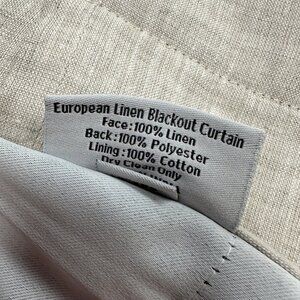 European Linen Blackout Curtain
Face:100% Linen
Back:100% Polyester
Lining:100% Cotton
Dry Clean Only